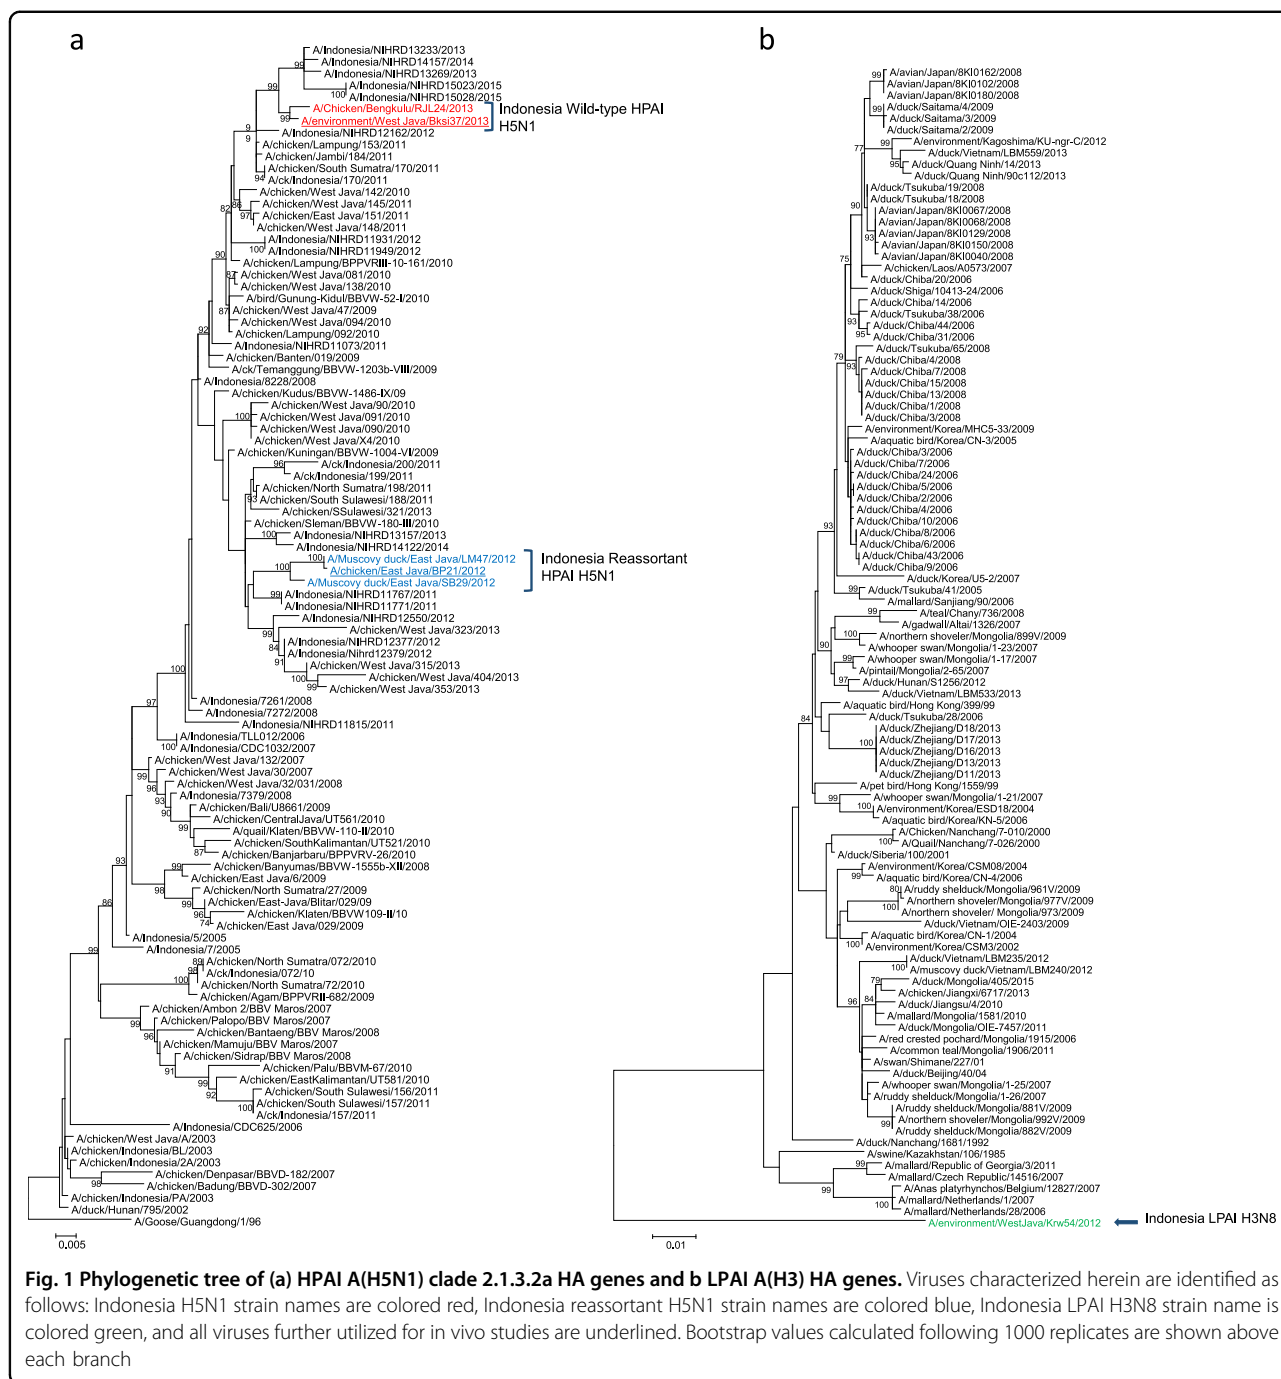 a
A/Indonesia/NIHRD13233/2013
A/Indonesia/NIHRD14157/2014
A/Indonesia/NIHRD13269/2013
A/Indonesia/NIHRD15023/2015
A/Indonesia/NIHRD15028/2015
A/Chicken/Bengkulu/RJL24/2013
A/environment/West Java/Bksi37/2013
Indonesia Wild-type HPAI
H5N1
A/Indonesia/NIHRD12162/2012
A/chicken/Lampung/153/2011
A/chicken/Jambi/184/2011
A/chicken/South Sumatra/170/2011
A/ck/Indonesia/170/2011
A/chicken/West Java/142/2010
A/chicken/West Java/145/2011
A/chicken/East Java/151/2011
A/chicken/West Java/148/2011
A/Indonesia/NIHRD11931/2012
A/Indonesia/NIHRD11949/2012
A/chicken/Lampung/BPPVRIII-10-161/2010
A/chicken/West Java/081/2010
A/chicken/West Java/138/2010
A/bird/Gunung-Kidul/BBVW-52-I/2010
A/chicken/West Java/47/2009
A/chicken/West Java/094/2010
A/chicken/Lampung/092/2010
A/Indonesia/NIHRD11073/2011
A/chicken/Banten/019/2009
A/ck/Temanggung/BBVW-1203b-VIII/2009
A/Indonesia/8228/2008
A/chicken/Kudus/BBVW-1486-IX/09
A/chicken/West Java/90/2010
A/chicken/West Java/091/2010
A/chicken/West Java/090/2010
A/chicken/West Java/X4/2010
A/chicken/Kuningan/BBVW-1004-VI/2009
A/ck/Indonesia/200/2011
A/ck/Indonesia/199/2011
A/chicken/North Sumatra/198/2011
A/chicken/South Sulawesi/188/2011
A/chicken/SSulawesi/321/2013
A/chicken/Sleman/BBVW-180-III/2010
A/Indonesia/NIHRD13157/2013
A/Indonesia/NIHRD14122/2014
A/Muscovy duck/East Java/LM47/2012
A/chicken/East Java/BP21/2012
A/Muscovy duck/East Java/SB29/2012
Indonesia Reassortant
HPAI H5N1
A/Indonesia/NIHRD11767/2011
A/Indonesia/NIHRD11771/2011
A/Indonesia/NIHRD12550/2012
A/chicken/West Java/323/2013
A/Indonesia/NIHRD12377/2012
A/Indonesia/Nihrd12379/2012
A/chicken/West Java/315/2013
A/chicken/West Java/404/2013
A/chicken/West Java/353/2013
A/Indonesia/7261/2008
A/Indonesia/7272/2008
A/Indonesia/NIHRD11815/2011
A/Indonesia/TLL012/2006
A/Indonesia/CDC1032/2007
A/chicken/West Java/132/2007
A/chicken/West Java/30/2007
A/chicken/West Java/32/031/2008
A/Indonesia/7379/2008
A/chicken/Bali/U8661/2009
A/chicken/CentralJava/UT561/2010
A/quail/Klaten/BBVW-110-II/2010
A/chicken/SouthKalimantan/UT521/2010
A/chicken/Banjarbaru/BPPVRV-26/2010
A/chicken/Banyumas/BBVW-1555b-XII/2008
A/chicken/East Java/6/2009
A/chicken/North Sumatra/27/2009
A/chicken/East-Java/Blitar/029/09
A/chicken/Klaten/BBVW109-II/10
A/chicken/East Java/029/2009
A/Indonesia/5/2005
A/Indonesia/7/2005
A/chicken/North Sumatra/072/2010
A/ck/Indonesia/072/10
A/chicken/North Sumatra/72/2010
A/chicken/Agam/BPPVRII-682/2009
A/chicken/Ambon 2/BBV Maros/2007
A/chicken/Palopo/BBV Maros/2007
A/chicken/Bantaeng/BBV Maros/2008
A/chicken/Mamuju/BBV Maros/2007
A/chicken/Sidrap/BBV Maros/2008
A/chicken/Palu/BBVM-67/2010
A/chicken/EastKalimantan/UT581/2010
A/chicken/South Sulawesi/156/2011
A/chicken/South Sulawesi/157/2011
A/ck/Indonesia/157/2011
A/Indonesia/CDC625/2006
A/chicken/West Java/A/2003
A/chicken/Indonesia/BL/2003
A/chicken/Indonesia/2A/2003
A/chicken/Denpasar/BBVD-182/2007
A/chicken/Badung/BBVD-302/2007
A/chicken/Indonesia/PA/2003
A/duck/Hunan/795/2002
A/Goose/Guangdong/1/96
0.005
b
A/avian/Japan/8KI0162/2008
A/avian/Japan/8KI0102/2008
A/avian/Japan/8KI0180/2008
A/duck/Saitama/4/2009
A/duck/Saitama/3/2009
A/duck/Saitama/2/2009
A/environment/Kagoshima/KU-ngr-C/2012
A/duck/Vietnam/LBM559/2013
A/duck/Quang Ninh/14/2013
A/duck/Quang Ninh/90c112/2013
A/duck/Tsukuba/19/2008
A/duck/Tsukuba/18/2008
A/avian/Japan/8KI0067/2008
A/avian/Japan/8KI0068/2008
A/avian/Japan/8KI0129/2008
A/avian/Japan/8KI0150/2008
A/avian/Japan/8KI0040/2008
A/chicken/Laos/A0573/2007
A/duck/Chiba/20/2006
A/duck/Shiga/10413-24/2006
A/duck/Chiba/14/2006
A/duck/Tsukuba/38/2006
A/duck/Chiba/44/2006
A/duck/Chiba/31/2006
A/duck/Tsukuba/65/2008
A/duck/Chiba/4/2008
A/duck/Chiba/7/2008
A/duck/Chiba/15/2008
A/duck/Chiba/13/2008
A/duck/Chiba/1/2008
A/duck/Chiba/3/2008
A/environment/Korea/MHC5-33/2009
A/aquatic bird/Korea/CN-3/2005
A/duck/Chiba/3/2006
A/duck/Chiba/7/2006
A/duck/Chiba/24/2006
A/duck/Chiba/5/2006
A/duck/Chiba/2/2006
A/duck/Chiba/4/2006
A/duck/Chiba/10/2006
A/duck/Chiba/8/2006
A/duck/Chiba/6/2006
A/duck/Chiba/43/2006
A/duck/Chiba/9/2006
A/duck/Korea/U5-2/2007
A/duck/Tsukuba/41/2005
A/mallard/Sanjiang/90/2006
A/teal/Chany/736/2008
A/gadwall/Altai/1326/2007
A/northern shoveler/Mongolia/899V/2009
A/whooper swan/Mongolia/1-23/2007
A/whooper swan/Mongolia/1-17/2007
A/pintail/Mongolia/2-65/2007
A/duck/Hunan/S1256/2012
A/duck/Vietnam/LBM533/2013
A/aquatic bird/Hong Kong/399/99
A/duck/Tsukuba/28/2006
A/duck/Zhejiang/D18/2013
A/duck/Zhejiang/D17/2013
A/duck/Zhejiang/D16/2013
A/duck/Zhejiang/D13/2013
A/duck/Zhejiang/D11/2013
A/pet bird/Hong Kong/1559/99
A/whooper swan/Mongolia/1-21/2007
A/environment/Korea/ESD18/2004
A/aquatic bird/Korea/KN-5/2006
A/Chicken/Nanchang/7-010/2000
A/Quail/Nanchang/7-026/2000
A/duck/Siberia/100/2001
A/environment/Korea/CSM08/2004
A/aquatic bird/Korea/CN-4/2006
A/ruddy shelduck/Mongolia/961V/2009
A/northern shoveler/Mongolia/977V/2009
A/northern shoveler/ Mongolia/973/2009
A/duck/Vietnam/OIE-2403/2009
A/aquatic bird/Korea/CN-1/2004
A/environment/Korea/CSM3/2002
A/duck/Vietnam/LBM235/2012
A/muscovy duck/Vietnam/LBM240/2012
A/duck/Mongolia/405/2015
A/chicken/Jiangxi/6717/2013
A/duck/Jiangsu/4/2010
A/mallard/Mongolia/1581/2010
A/duck/Mongolia/OIE-7457/2011
A/red crested pochard/Mongolia/1915/2006
A/common teal/Mongolia/1906/2011
A/swan/Shimane/227/01
A/duck/Beijing/40/04
A/whooper swan/Mongolia/1-25/2007
A/ruddy shelduck/Mongolia/1-26/2007
A/ruddy shelduck/Mongolia/881V/2009
A/northern shoveler/Mongolia/992V/2009
A/ruddy shelduck/Mongolia/882V/2009
A/duck/Nanchang/1681/1992
A/swine/Kazakhstan/106/1985
A/mallard/Republic of Georgia/3/2011
A/mallard/Czech Republic/14516/2007
A/Anas platyrhynchos/Belgium/12827/2007
A/mallard/Netherlands/1/2007
A/mallard/Netherlands/28/2006
A/environment/WestJava/Krw54/2012
Indonesia LPAI H3N8
0.01
Fig. 1 Phylogenetic tree of (a) HPAI A(H5N1) clade 2.1.3.2a HA genes and b LPAI A(H3) HA genes. Viruses characterized herein are identified as
follows: Indonesia H5N1 strain names are colored red, Indonesia reassortant H5N1 strain names are colored blue, Indonesia LPAI H3N8 strain name is
colored green, and all viruses further utilized for in vivo studies are underlined. Bootstrap values calculated following 1000 replicates are shown above
each branch